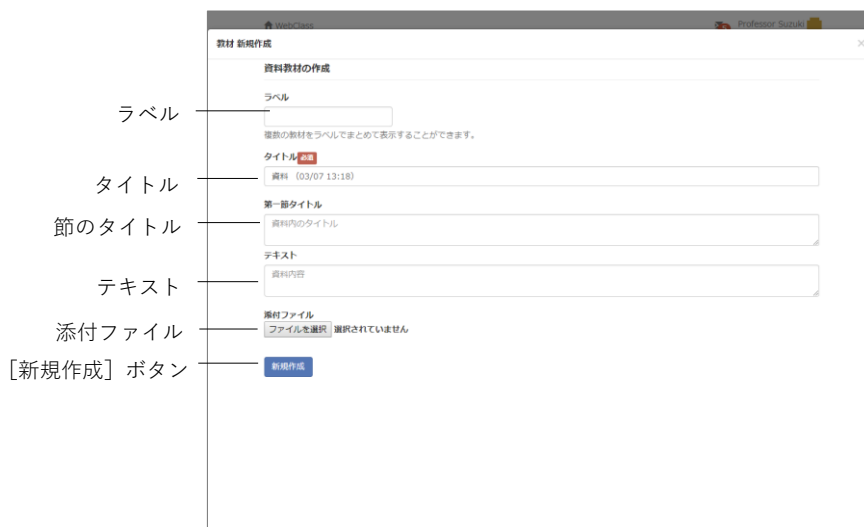 WebClass
Professor Suzuki
教材 新規作成
×
資料教材の作成
ラベル
ラベル
複数の教材をラベルでまとめて表示することができます。
タイトル 必須
タイトル
資料 (03/07 13:18)
第一節タイトル
節のタイトル
資料内のタイトル
テキスト
テキスト
資料内容
添付ファイル
添付ファイル
ファイルを選択 選択されていません
[新規作成] ボタン
新規作成